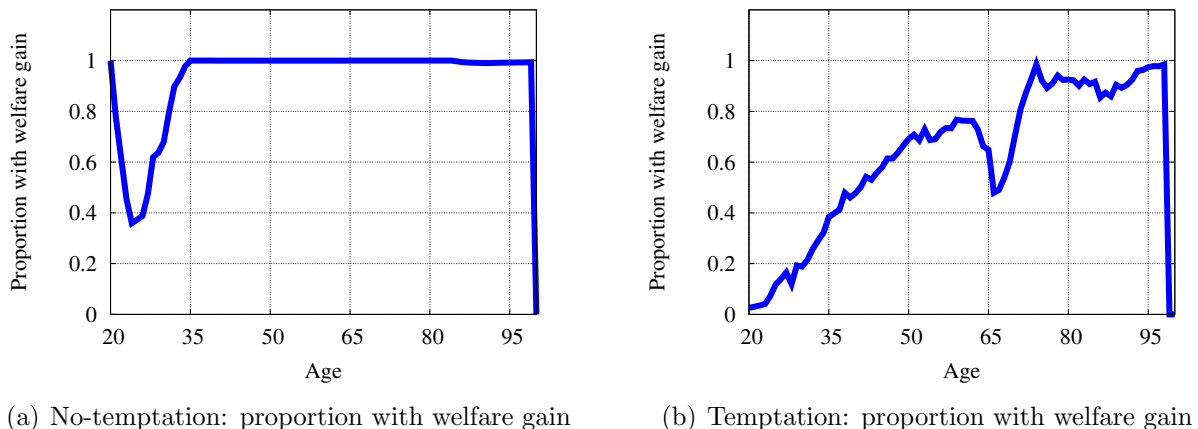 Proportion with welfare gain
1
0.8
0.6
0.4
0.2
0
20 35 50 65 80 95
Age
(a) No-temptation: proportion with welfare gain
Proportion with welfare gain
1
0.8
0.6
0.4
0.2
0
20 35 50 65 80 95
Age
(b) Temptation: proportion with welfare gain